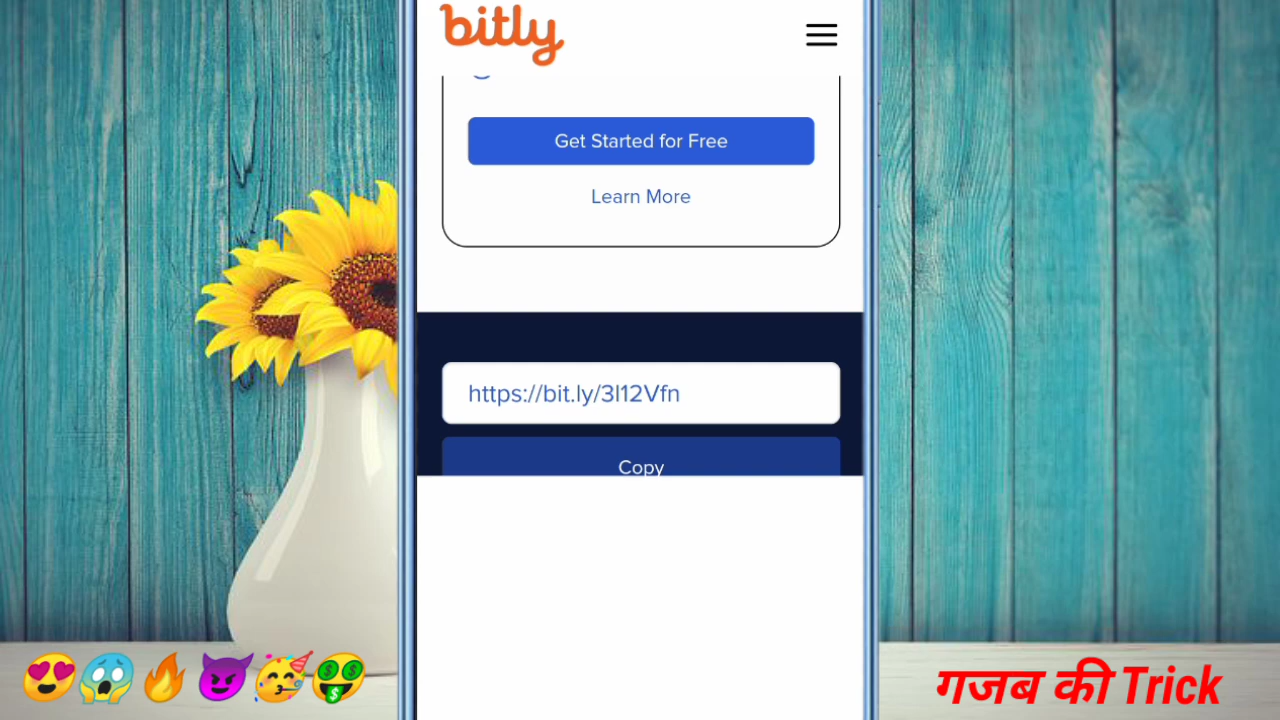 bitly
Get Started for Free
Learn More
https://bit.ly/3l12Vfn
Copy
गजब की Trick